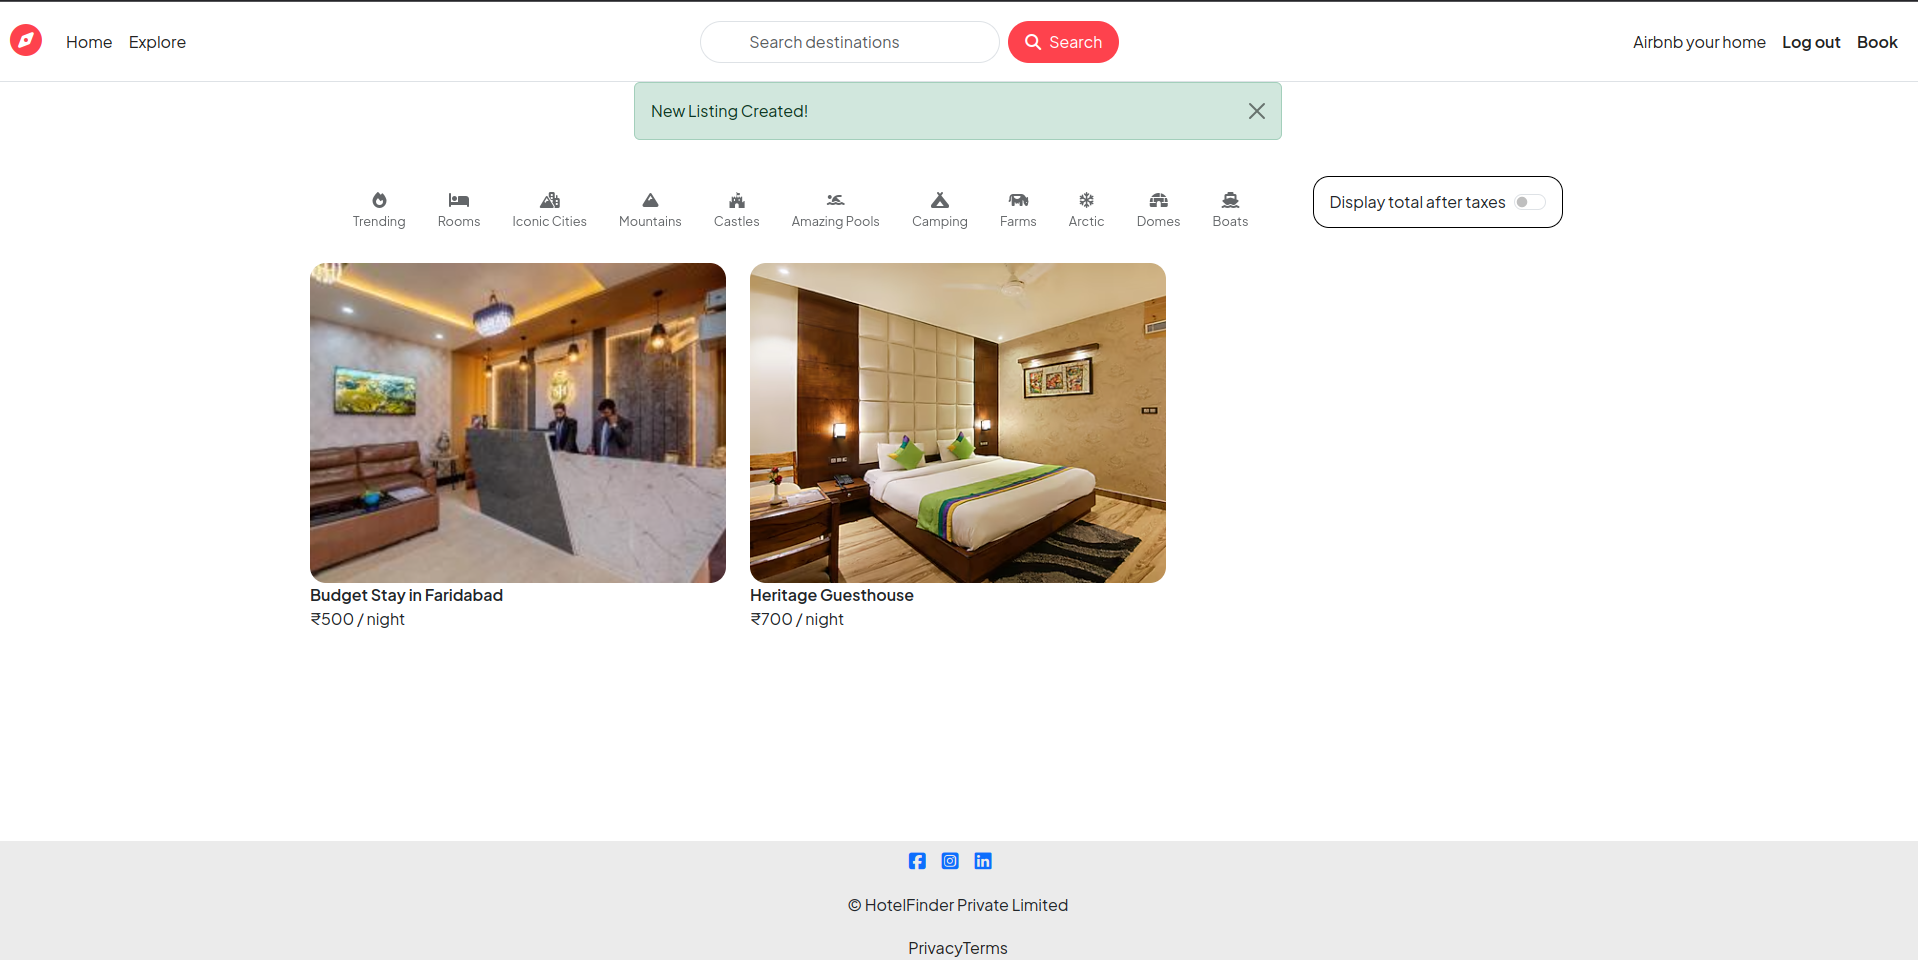 Home Explore Search destinations Search Airbnb your home Log out Book
New Listing Created!
Trending Rooms Iconic Cities Mountains Castles Amazing Pools Camping Farms Arctic Domes Boats Display total after taxes
Budget Stay in Faridabad
₹500 / night
Heritage Guesthouse
₹700 / night
© HotelFinder Private Limited
PrivacyTerms